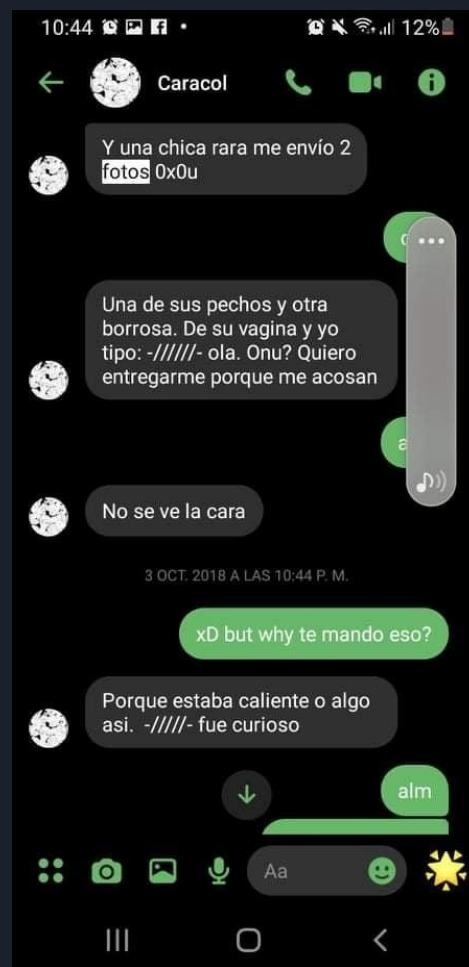 10:44
12%
Caracol
Y una chica rara me envío 2
fotos 0x0u
Una de sus pechos y otra
borrosa. De su vagina y yo
tipo: -//////- ola. Onu? Quiero
entregarme porque me acosan
No se ve la cara
3 OCT. 2018 A LAS 10:44 P. M.
xD but why te mando eso?
Porque estaba caliente o algo
asi. -/////- fue curioso
alm
Aa